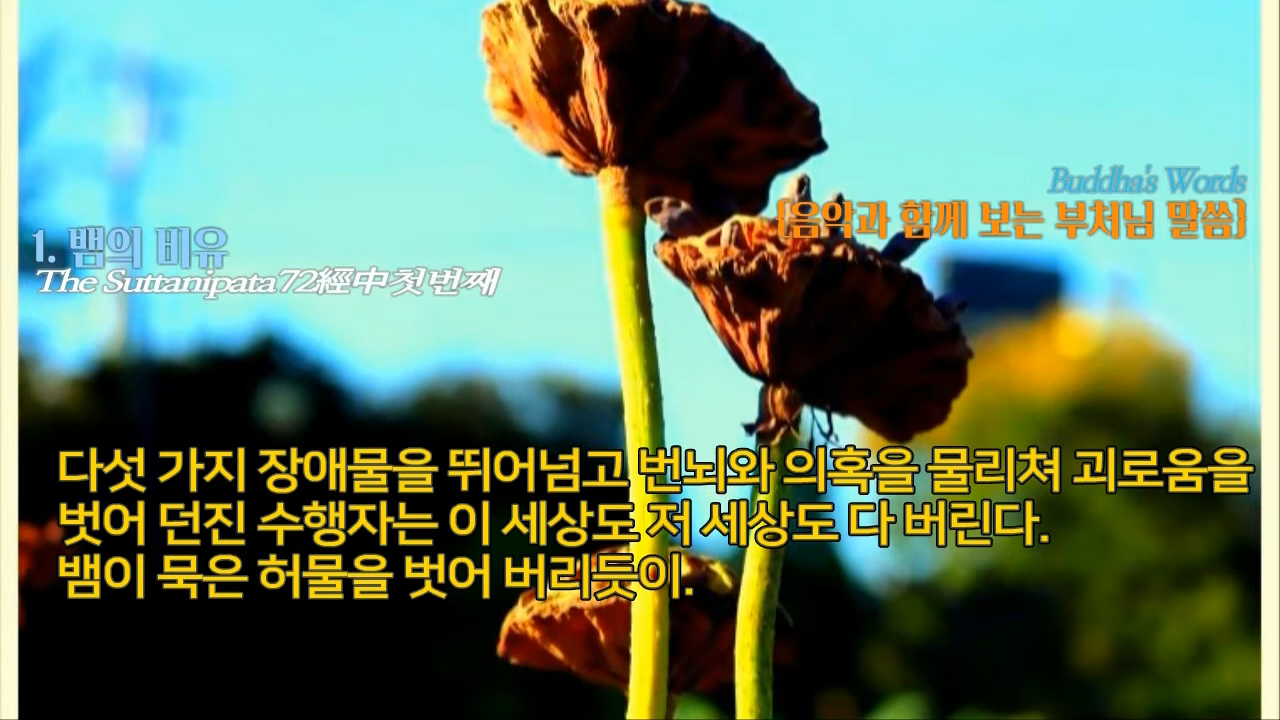 Buddha's Words
{음악과 함께 보는 부처님 말씀}
1. 뱀의 비유
The Suttanipata 72經中 첫 번째
다섯 가지 장애물을 뛰어넘고 번뇌와 의혹을 물리쳐 괴로움을
벗어 던진 수행자는 이 세상도 저 세상도 다 버린다.
뱀이 묵은 허물을 벗어 버리듯이.